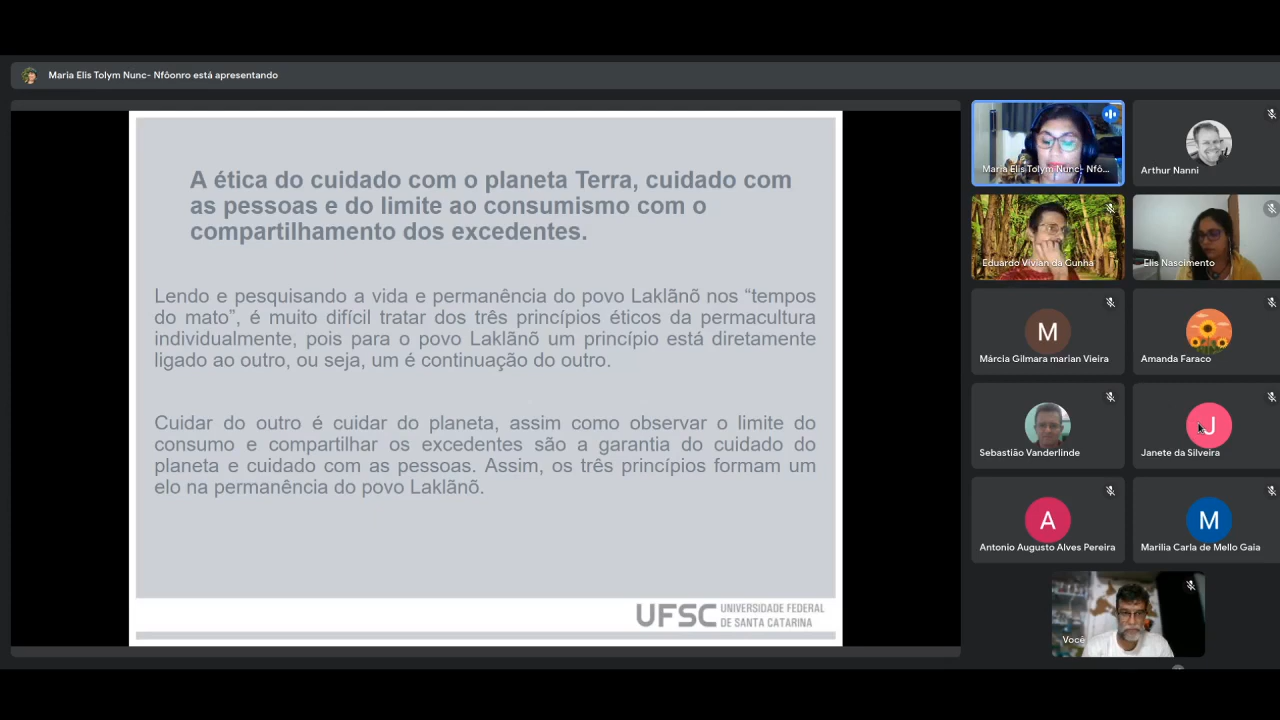 Maria Elis Tolym Nunc- Nfôonro está apresentando
A ética do cuidado com o planeta Terra, cuidado com
as pessoas e do limite ao consumismo com o
compartilhamento dos excedentes.
Lendo e pesquisando a vida e permanência do povo Laklãnõ nos “tempos
do mato”, é muito difícil tratar dos três princípios éticos da permacultura
individualmente, pois para o povo Laklãnõ um princípio está diretamente
ligado ao outro, ou seja, um é continuação do outro.
Cuidar do outro é cuidar do planeta, assim como observar o limite do
consumo e compartilhar os excedentes são a garantia do cuidado do
planeta e cuidado com as pessoas. Assim, os três princípios formam um
elo na permanência do povo Laklãnõ.
UFSC UNIVERSIDADE FEDERAL
DE SANTA CATARINA
Maria Elis Tolym Nunc- Nfô...
Arthur Nanni
Eduardo Vivian da Cunha
Elis Nascimento
M
Márcia Gilmara marian Vieira
Amanda Faraco
Sebastião Vanderlinde
J
Janete da Silveira
A
Antonio Augusto Alves Pereira
M
Marilia Carla de Mello Gaia
Você